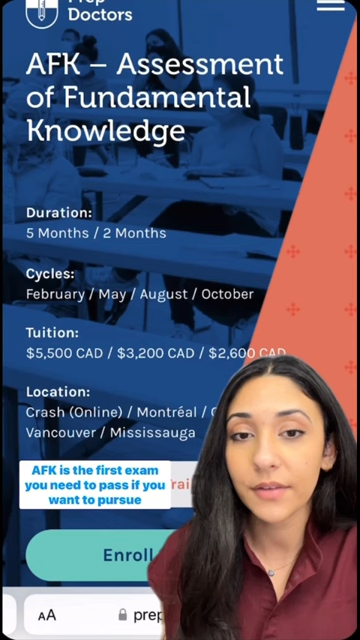 Doctors
AFK – Assessment
of Fundamental
Knowledge
Duration:
5 Months / 2 Months
Cycles:
February / May / August / October
Tuition:
$5,500 CAD / $3,200 CAD / $2,600 CAD
Location:
Crash (Online) / Montréal /
Vancouver / Mississauga
AFK is the first exam
you need to pass if you
want to pursue
Enroll
AA